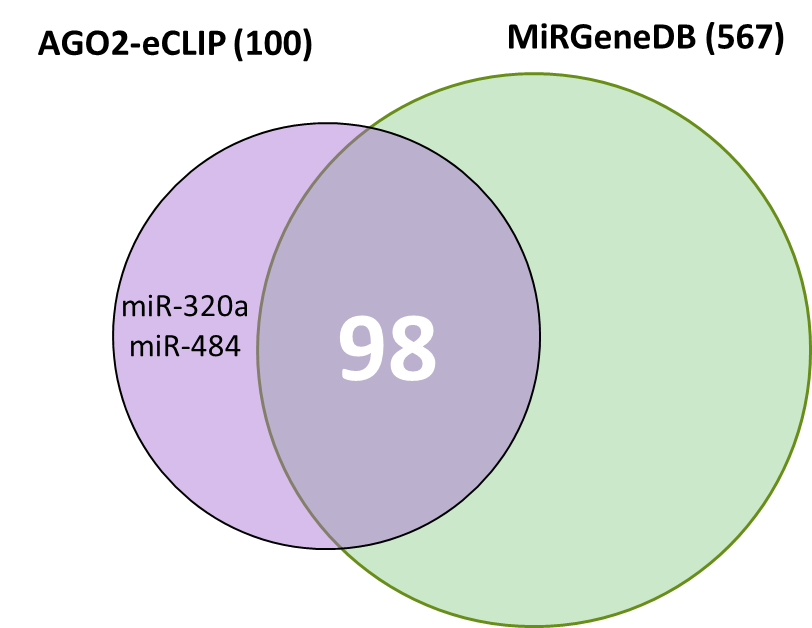 AGO2-eCLIP (100)
MiRGeneDB (567)
miR-320a
miR-484
98